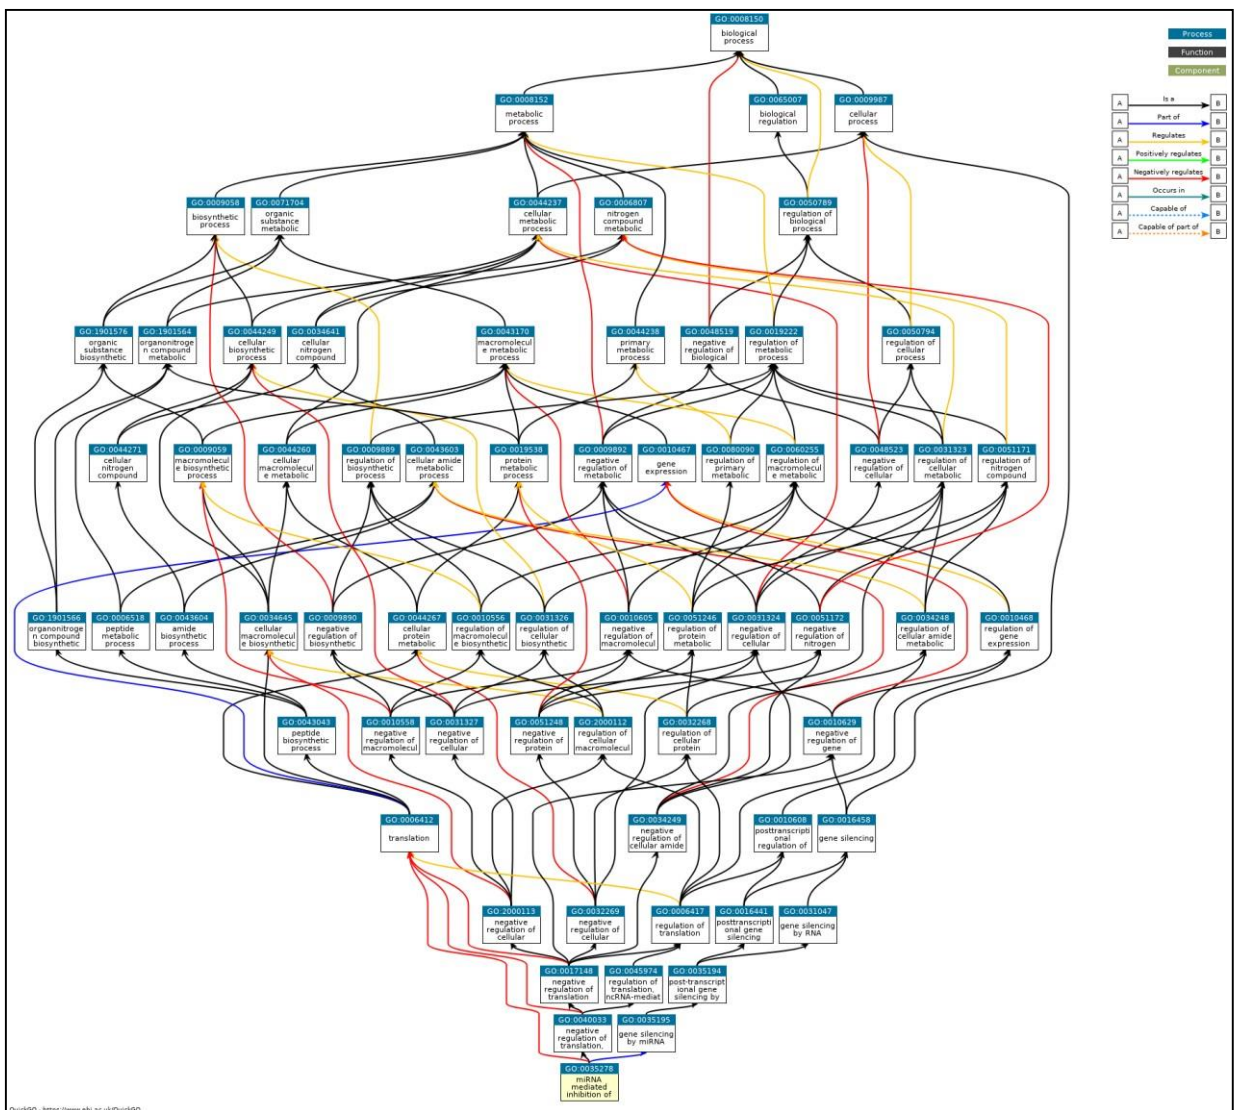 GO:0008150
biological
process
Process
Function
Component
GO:0008152
metabolic
process
GO:0065007
biological
regulation
GO:0009987
cellular
process
A Is a B
A Part of B
A Regulates B
A Positively regulates B
A Negatively regulates B
A Occurs in B
A Capable of B
A Capable of part of B
GO:0009058
biosynthetic
process
GO:0071704
organic
substance
metabolic
GO:0044237
cellular
metabolic
process
GO:0006807
nitrogen
compound
metabolic
GO:0050789
regulation of
biological
process
GO:1901576
organic
substance
biosynthetic
GO:1901564
organonitroge
n compound
metabolic
GO:0044249
cellular
biosynthetic
process
GO:0034641
cellular
nitrogen
compound
GO:0043170
macromolecul
e metabolic
process
GO:0044238
primary
metabolic
process
GO:0048519
negative
regulation of
biological
GO:0019222
regulation of
metabolic
process
GO:0050794
regulation of
cellular
process
GO:0044271
cellular
nitrogen
compound
GO:0009059
macromolecul
e biosynthetic
process
GO:0044260
cellular
macromolecul
e metabolic
GO:0009889
regulation of
biosynthetic
process
GO:0043603
cellular amide
metabolic
process
GO:0019538
protein
metabolic
process
GO:0009892
negative
regulation of
metabolic
GO:0010467
gene
expression
GO:0080090
regulation of
primary
metabolic
GO:0060255
regulation of
macromolecul
e metabolic
GO:0048523
negative
regulation of
cellular
GO:0031323
regulation of
cellular
metabolic
GO:0051171
regulation of
nitrogen
compound
GO:1901566
organonitroge
n compound
biosynthetic
GO:0006518
peptide
metabolic
process
GO:0043604
amide
biosynthetic
process
GO:0034645
cellular
macromolecul
e biosynthetic
GO:0009890
negative
regulation of
biosynthetic
GO:0044267
cellular
protein
metabolic
GO:0010556
regulation of
macromolecul
e biosynthetic
GO:0031326
regulation of
cellular
biosynthetic
GO:0010605
negative
regulation of
macromolecul
GO:0051246
regulation of
protein
metabolic
GO:0031324
negative
regulation of
cellular
GO:0051172
negative
regulation of
nitrogen
GO:0034248
regulation of
cellular amide
metabolic
GO:0010468
regulation of
gene
expression
GO:0043043
peptide
biosynthetic
process
GO:0010558
negative
regulation of
macromolecul
GO:0031327
negative
regulation of
cellular
GO:0051248
negative
regulation of
protein
GO:2000112
regulation of
cellular
macromolecul
GO:0032268
regulation of
cellular
protein
GO:0010629
negative
regulation of
gene
GO:0006412
translation
GO:0034249
negative
regulation of
cellular amide
GO:0010608
posttranscripti
onal
regulation of
GO:0016458
gene silencing
GO:2000113
negative
regulation of
cellular
GO:0032269
negative
regulation of
cellular
GO:0006417
regulation of
translation
GO:0016441
posttranscripti
onal gene
silencing
GO:0031047
gene silencing
by RNA
GO:0017148
negative
regulation of
translation
GO:0045974
regulation of
translation,
ncRNA-mediat
GO:0035194
post-transcript
ional gene
silencing by
GO:0040033
negative
regulation of
translation,
GO:0035195
gene silencing
by miRNA
GO:0035278
miRNA
mediated
inhibition of
QuickGO - https://www.ebi.ac.uk/QuickGO